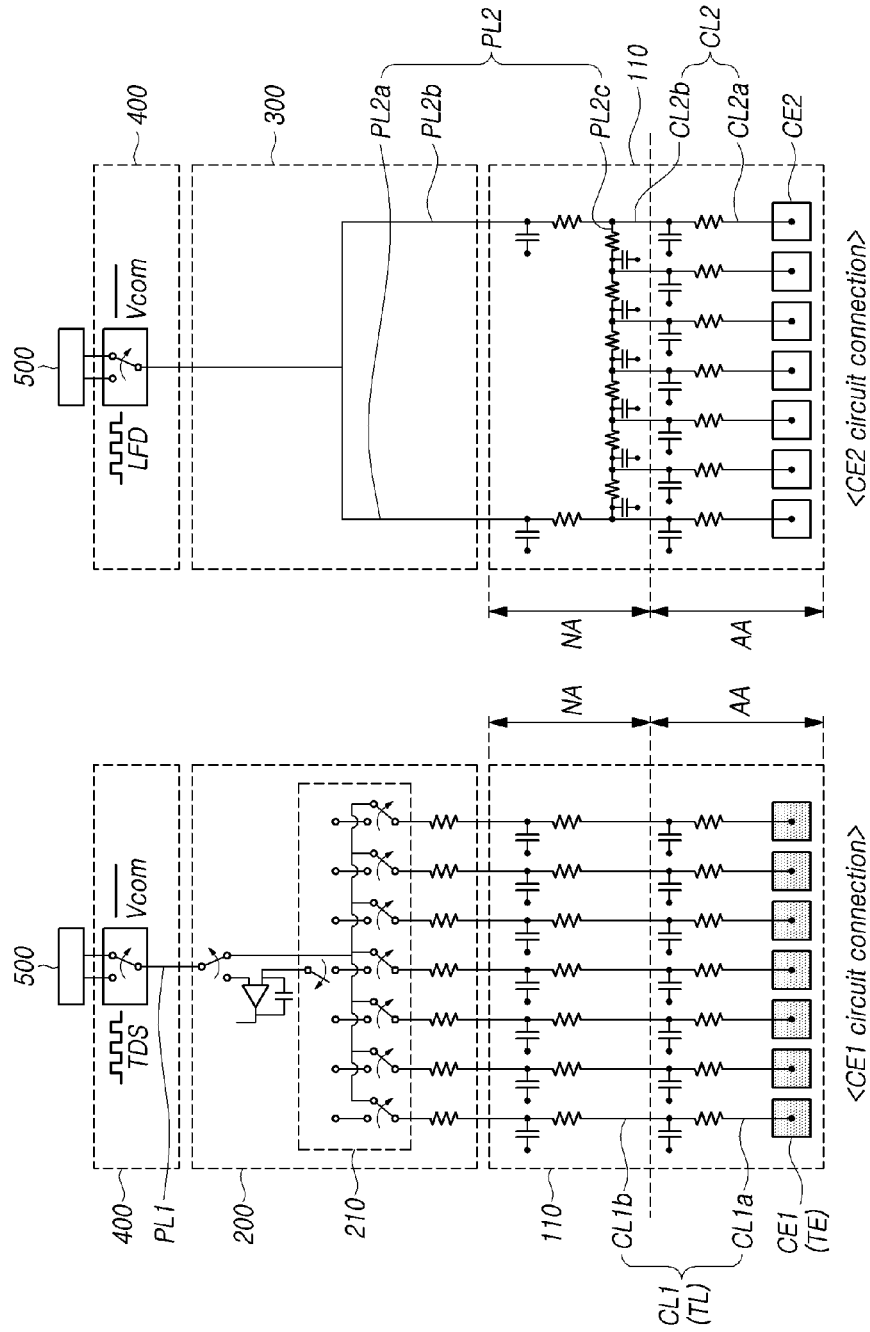 500
400
TDS
Vcom
PL1
200
210
110
NA
AA
CL1b
CL1a
CL1
(TL)
CE1
(TE)
<CE1 circuit connection>
500
400
LFD
Vcom
300
PL2a
PL2b
PL2
PL2c
110
NA
AA
CL2b
CL2
CL2a
CE2
<CE2 circuit connection>